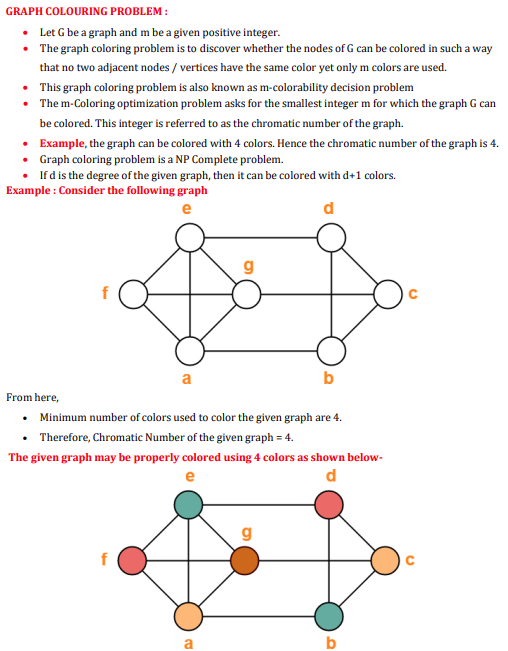 GRAPH COLOURING PROBLEM :
• Let G be a graph and m be a given positive integer.
• The graph coloring problem is to discover whether the nodes of G can be colored in such a way
that no two adjacent nodes / vertices have the same color yet only m colors are used.
• This graph coloring problem is also known as m-colorability decision problem
• The m-Coloring optimization problem asks for the smallest integer m for which the graph G can
be colored. This integer is referred to as the chromatic number of the graph.
• Example, the graph can be colored with 4 colors. Hence the chromatic number of the graph is 4.
• Graph coloring problem is a NP Complete problem.
• If d is the degree of the given graph, then it can be colored with d+1 colors.
Example : Consider the following graph
e d
g
f c
a b
From here,
• Minimum number of colors used to color the given graph are 4.
• Therefore, Chromatic Number of the given graph = 4.
The given graph may be properly colored using 4 colors as shown below-
e d
g
f c
a b